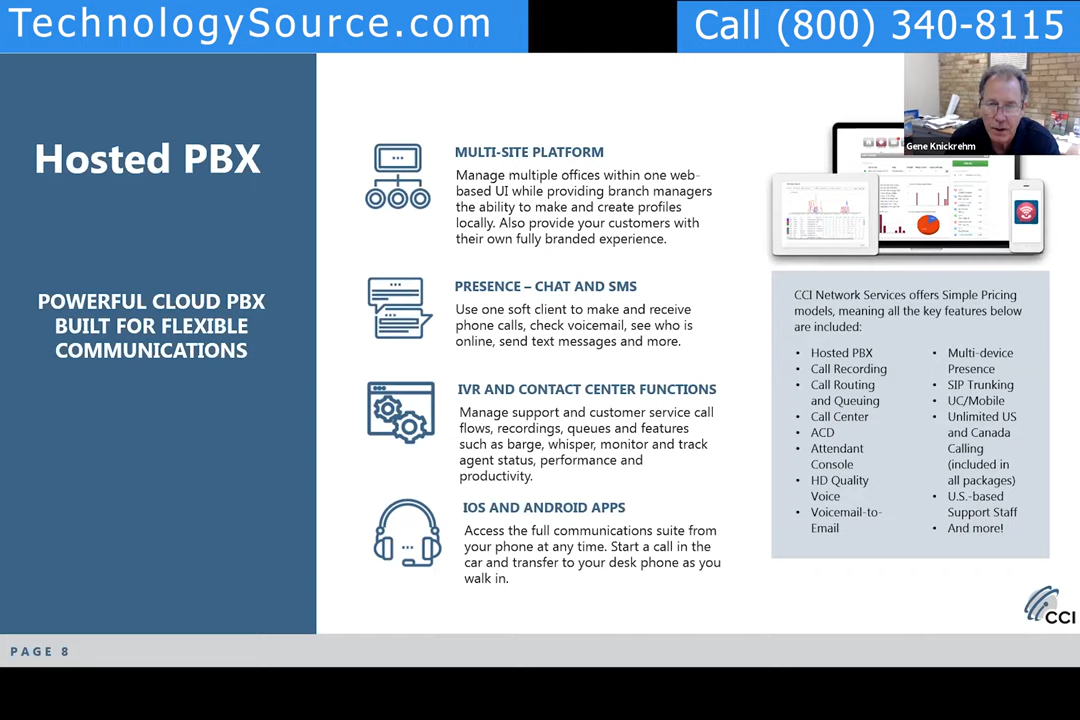 TechnologySource.com
Call (800) 340-8115
Gene Knickrehm
Hosted PBX
POWERFUL CLOUD PBX
BUILT FOR FLEXIBLE
COMMUNICATIONS
MULTI-SITE PLATFORM
Manage multiple offices within one web-
based UI while providing branch managers
the ability to make and create profiles
locally. Also provide your customers with
their own fully branded experience.
PRESENCE – CHAT AND SMS
Use one soft client to make and receive
phone calls, check voicemail, see who is
online, send text messages and more.
IVR AND CONTACT CENTER FUNCTIONS
Manage support and customer service call
flows, recordings, queues and features
such as barge, whisper, monitor and track
agent status, performance and
productivity.
IOS AND ANDROID APPS
Access the full communications suite from
your phone at any time. Start a call in the
car and transfer to your desk phone as you
walk in.
CCI Network Services offers Simple Pricing
models, meaning all the key features below
are included:
• Hosted PBX
• Call Recording
• Call Routing
and Queuing
• Call Center
• ACD
• Attendant
Console
• HD Quality
Voice
• Voicemail-to-
Email
• Multi-device
Presence
• SIP Trunking
• UC/Mobile
• Unlimited US
and Canada
Calling
(included in
all packages)
• U.S.-based
Support Staff
• And more!
CCI
PAGE 8